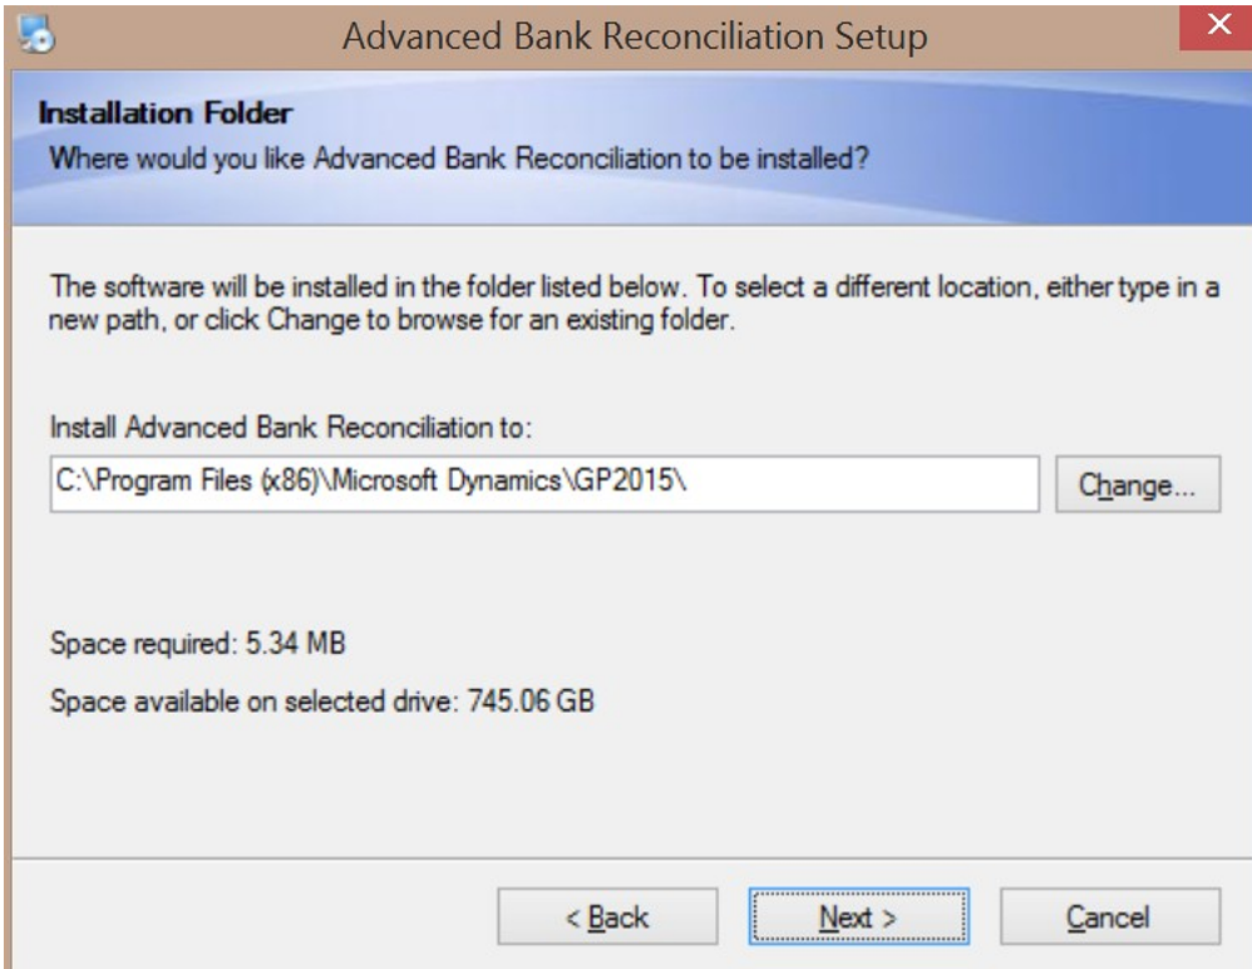 Advanced Bank Reconciliation Setup
Installation Folder
Where would you like Advanced Bank Reconciliation to be installed?
The software will be installed in the folder listed below. To select a different location, either type in a
new path, or click Change to browse for an existing folder.
Install Advanced Bank Reconciliation to:
C:\Program Files (x86)\Microsoft Dynamics\GP2015\
Change...
Space required: 5.34 MB
Space available on selected drive: 745.06 GB
< Back
Next >
Cancel